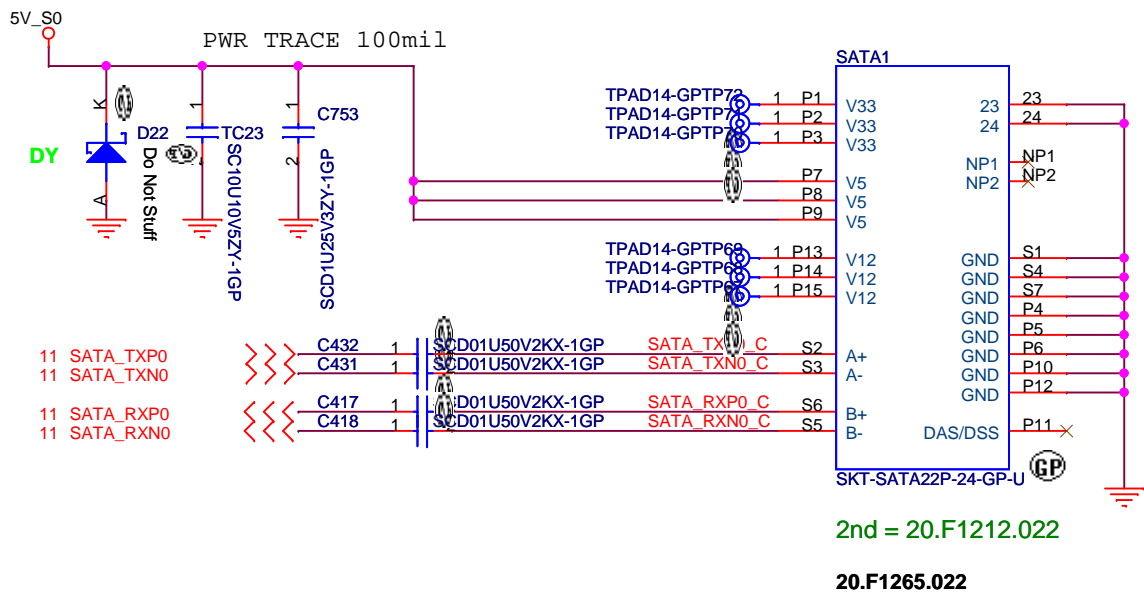 5V_S0
PWR TRACE 100mil
K
D22
DY
Do Not Stuff
A
1
TC23
SC10U10V5ZY-1GP
1
C753
2
SCD1U25V3ZY-1GP
SATA1
TPAD14-GPTP72 1 P1 V33
TPAD14-GPTP71 1 P2 V33
1 P3 V33
P7 V5
P8 V5
P9 V5
TPAD14-GPTP69 1 P13 V12
TPAD14-GPTP68 1 P14 V12
1 P15 V12
11 SATA_TXP0 C432 1 SCD01U50V2KX-1GP S2 A+
11 SATA_TXN0 C431 1 SCD01U50V2KX-1GP SATA_TXN0_C S3 A-
11 SATA_RXP0 C417 1 SCD01U50V2KX-1GP SATA_RXP0_C S6 B+
11 SATA_RXN0 C418 1 SCD01U50V2KX-1GP SATA_RXN0_C S5 B-
23 23
24 24
NP1 NP1
NP2 NP2
GND S1
GND S4
GND S7
GND P4
GND P5
GND P6
GND P10
GND P12
DAS/DSS P11
SKT-SATA22P-24-GP-U
GP
2nd = 20.F1212.022
20.F1265.022